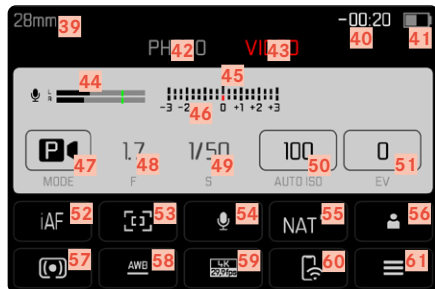 28mm 39 -00:20 40 41
PHOTO 42 VIDEO 43
44 45
L
R
-3 -2 46 0 +1 +2 +3
P 47 1.7 48 1/50 49 100 50 0 51
MODE F S AUTO ISO EV
iAF 52 53 54 NAT 55 56
57 AWB 58 4K 59 60 61
29,97fps